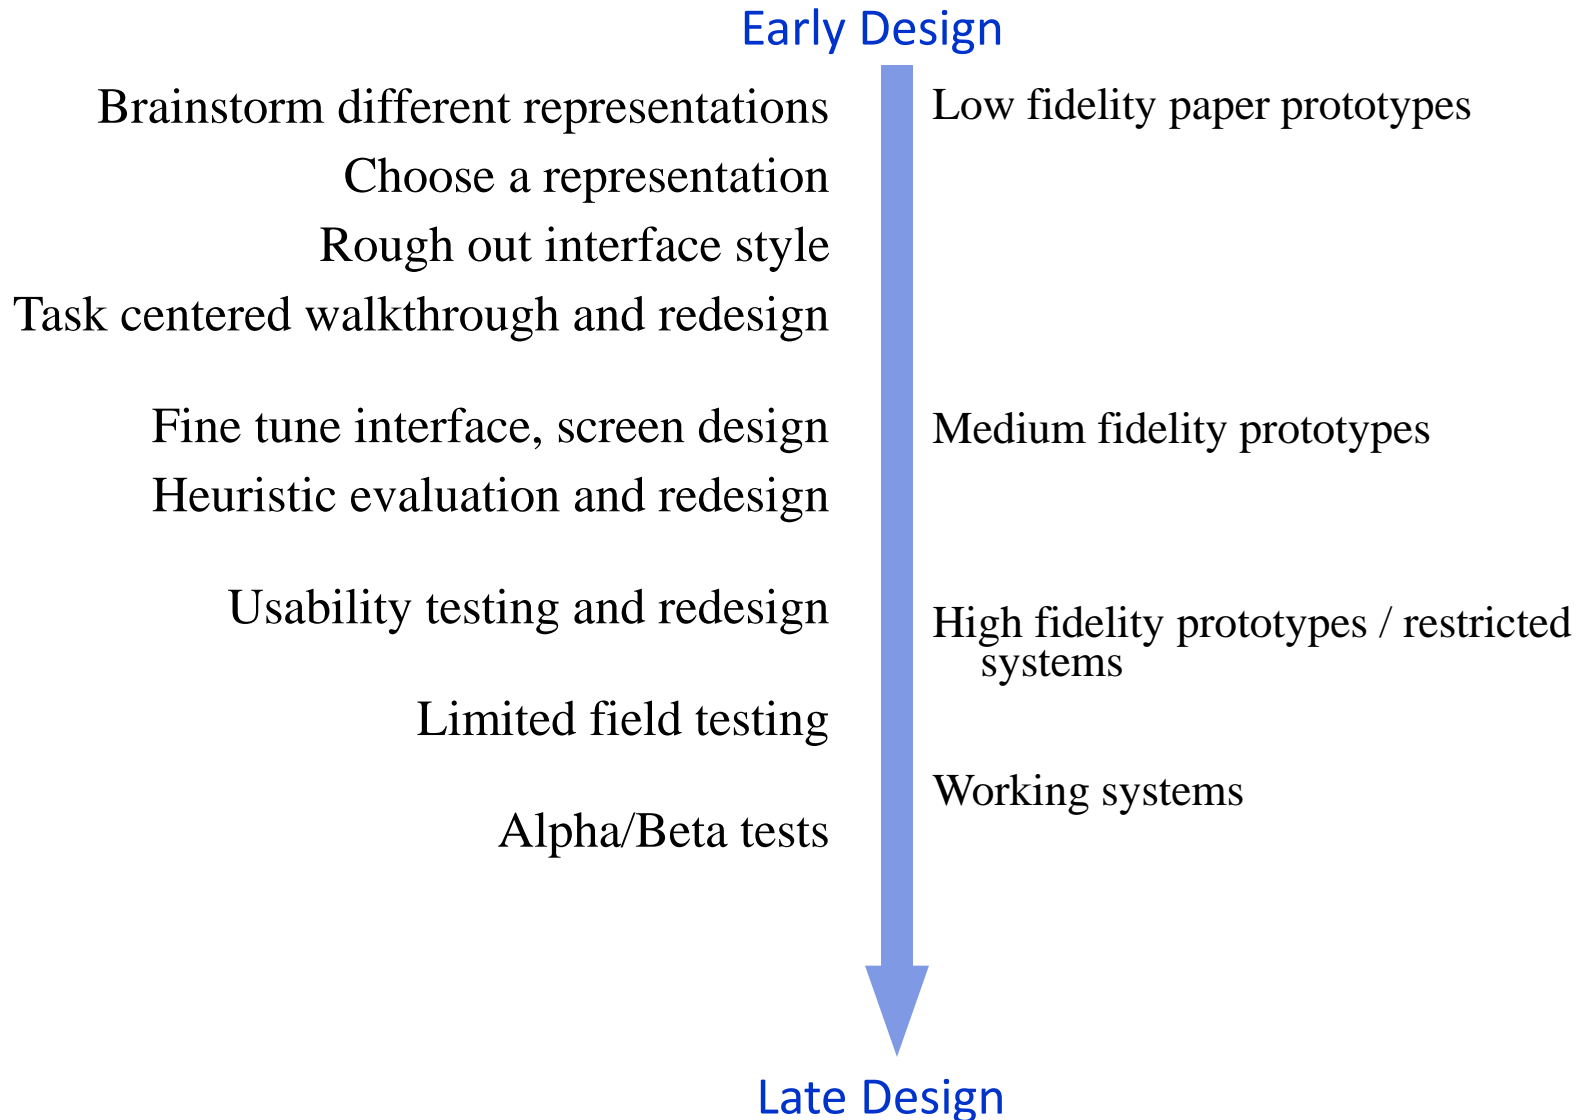 Early Design
Brainstorm different representations
Low fidelity paper prototypes
Choose a representation
Rough out interface style
Task centered walkthrough and redesign
Fine tune interface, screen design
Medium fidelity prototypes
Heuristic evaluation and redesign
Usability testing and redesign
High fidelity prototypes / restricted
systems
Limited field testing
Working systems
Alpha/Beta tests
Late Design